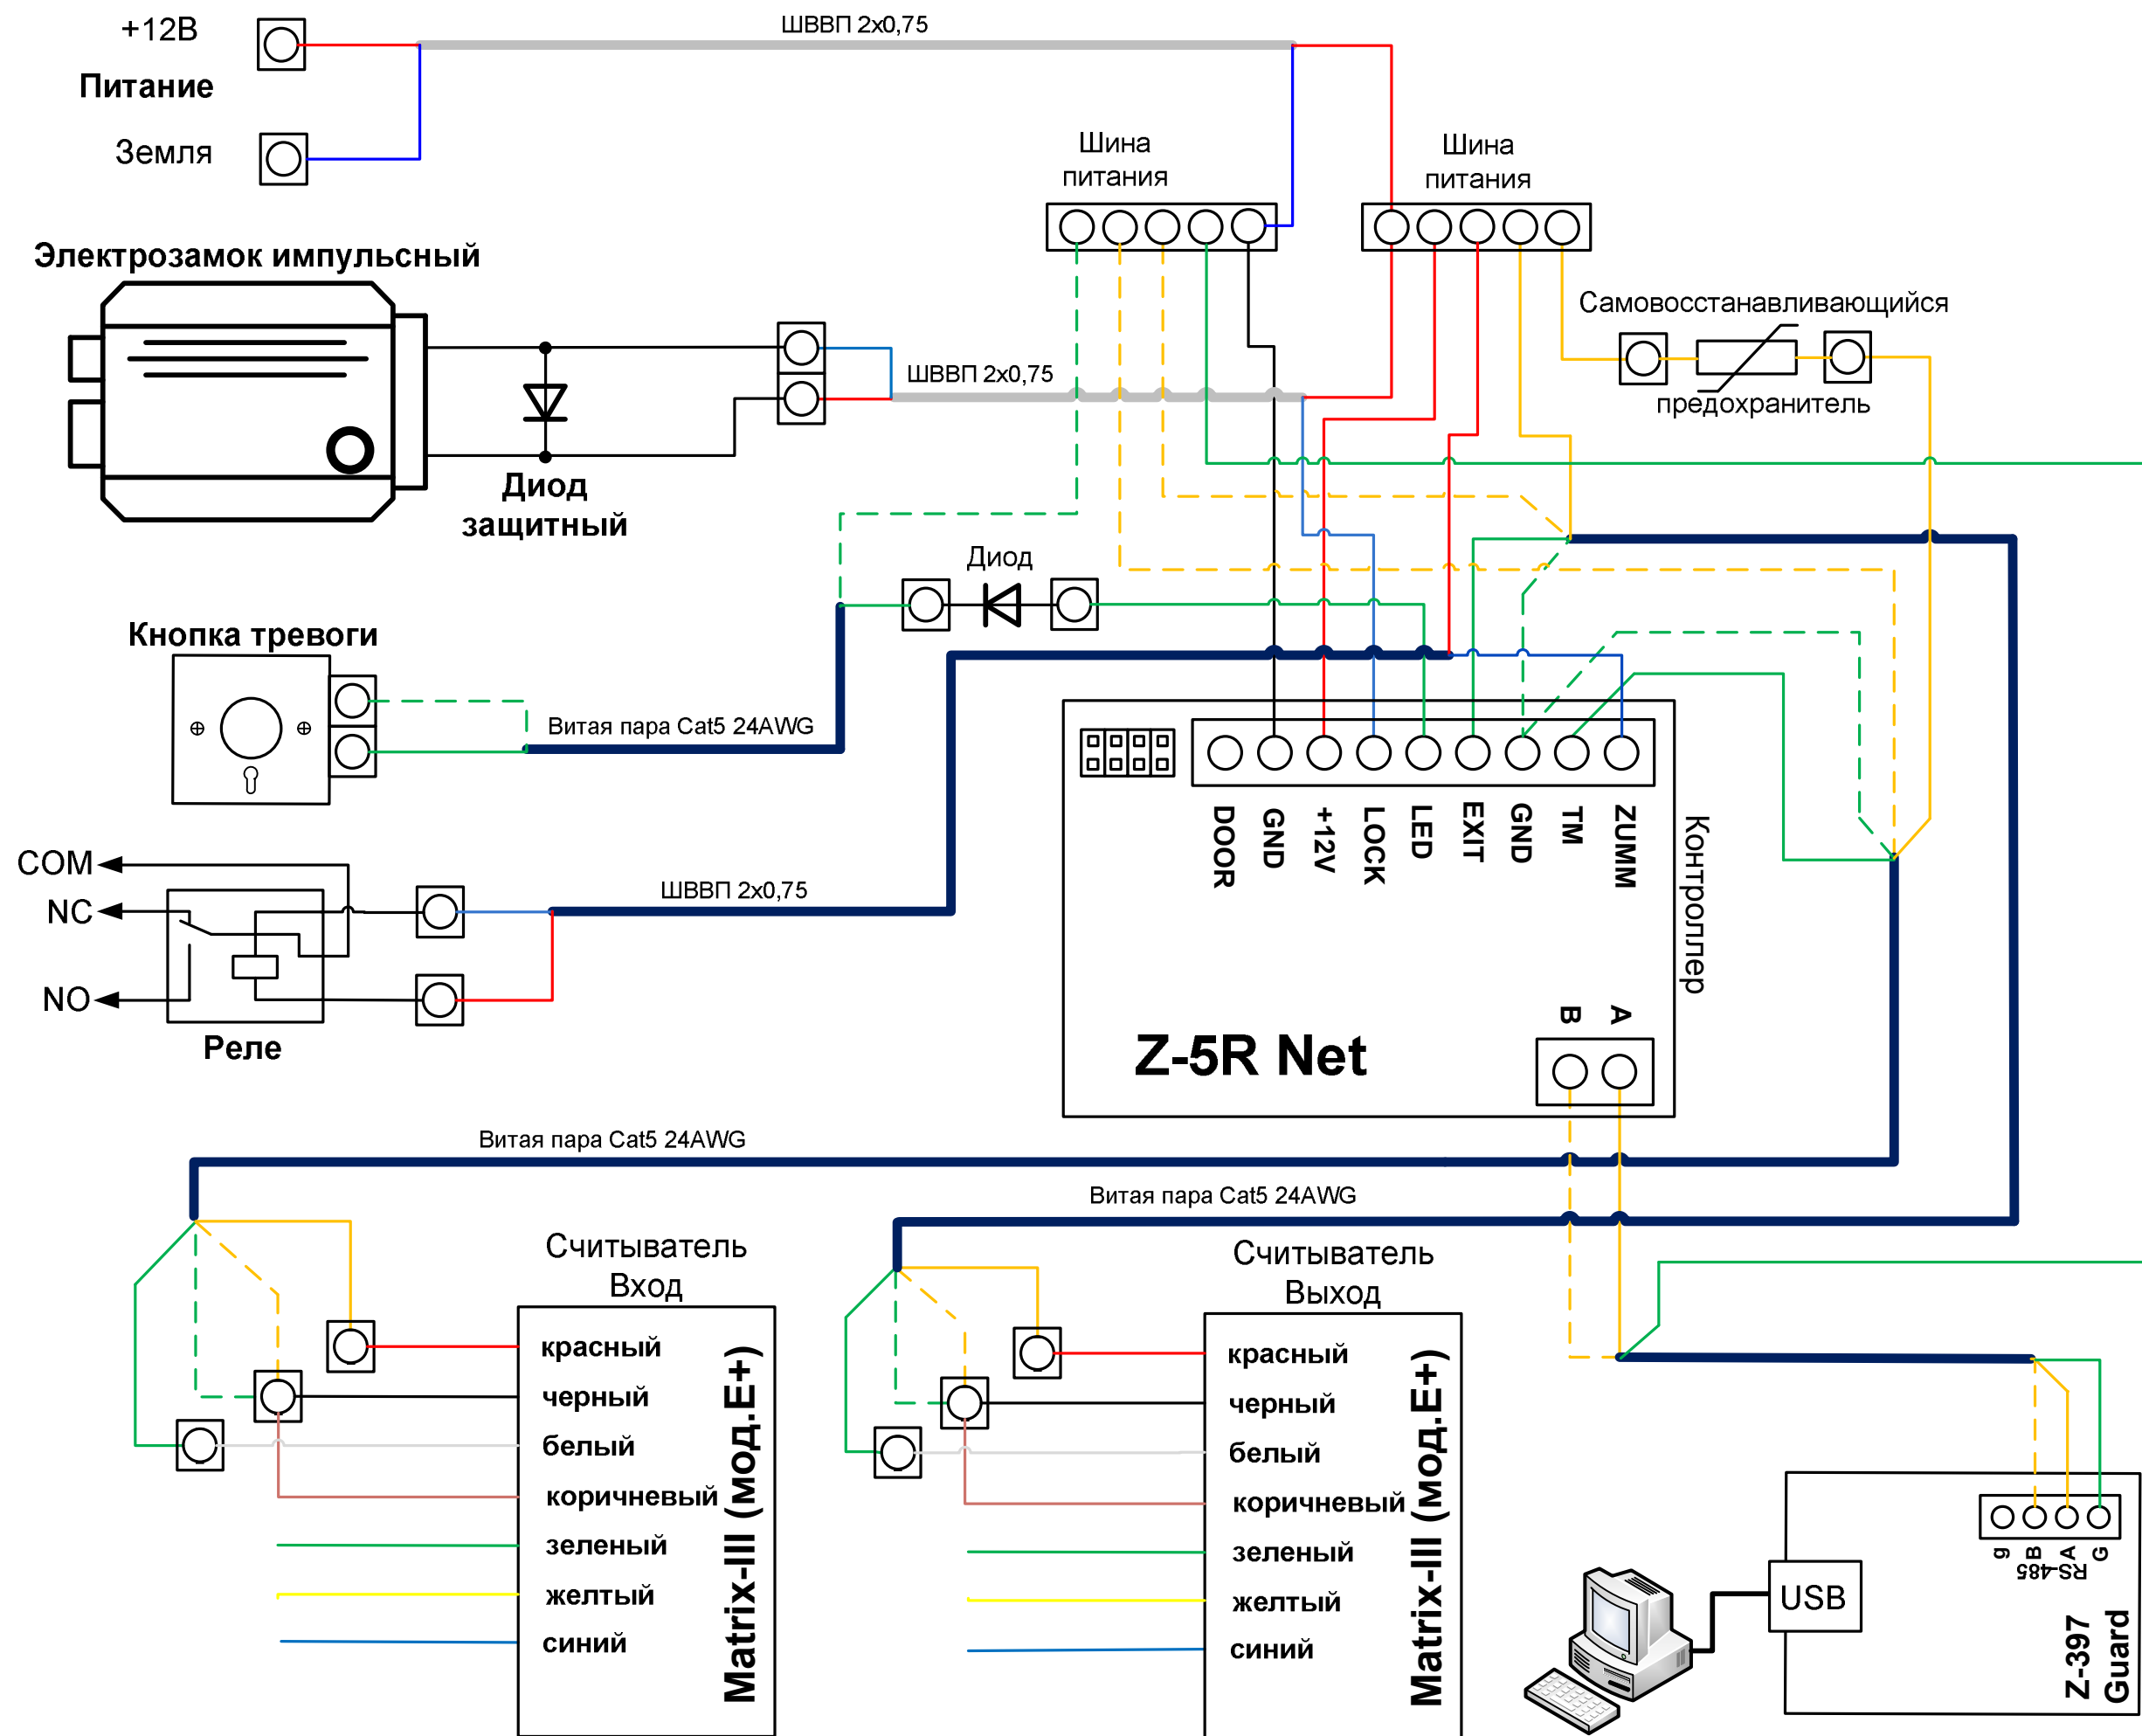 +12В
ШВВП 2x0,75
Питание
Земля
Шина
питания
Шина
питания
Электрозамок импульсный
Самовосстанавливающийся
предохранитель
ШВВП 2x0,75
Диод
защитный
Диод
Кнопка тревоги
Витая пара Cat5 24AWG
DOOR
GND
+12V
LOCK
LED
EXIT
GND
TM
ZUMM
Контроллер
COM
NC
NO
ШВВП 2x0,75
Реле
B
A
Z-5R Net
Витая пара Cat5 24AWG
Витая пара Cat5 24AWG
Считыватель
Вход
красный
черный
белый
коричневый
зеленый
желтый
синий
Matrix-III (мод.E+)
Считыватель
Выход
красный
черный
белый
коричневый
зеленый
желтый
синий
Matrix-III (мод.E+)
g
B
A
G
RS-485
USB
Z-397
Guard